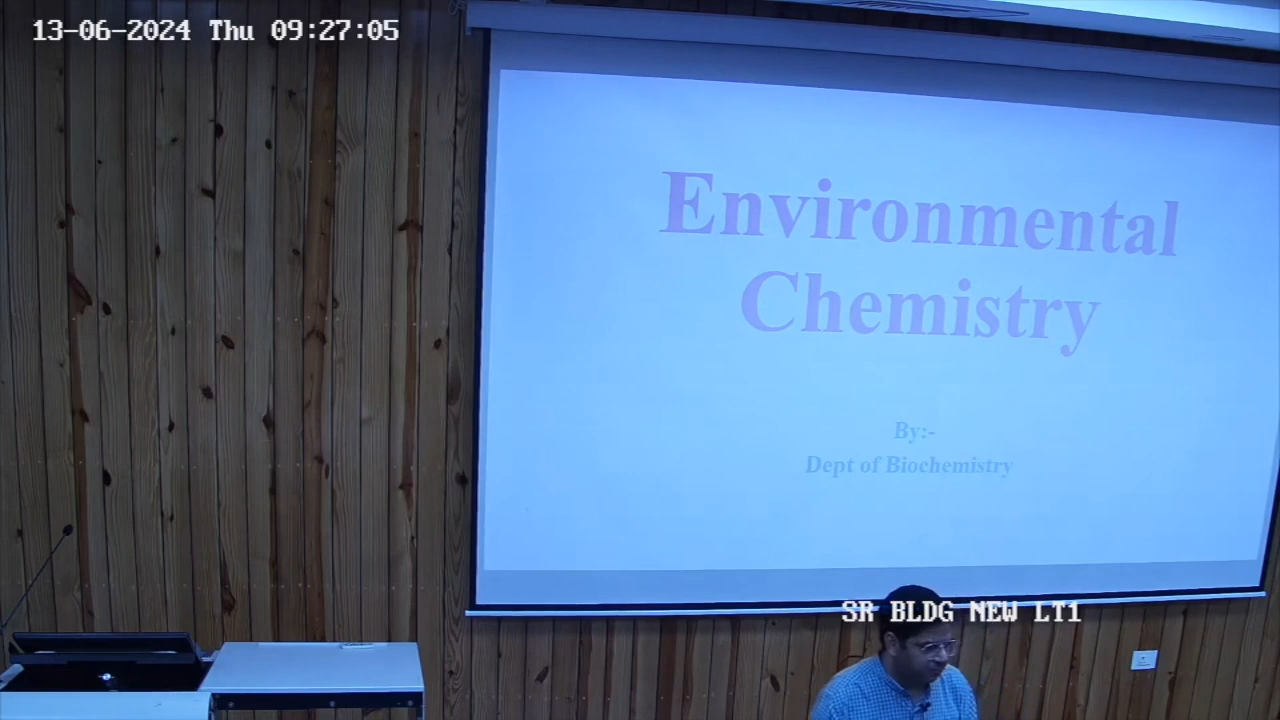 13-06-2024 Thu 09:27:05
Environmental
Chemistry
By:-
Dept of Biochemistry
SR BLDG NEW LT1